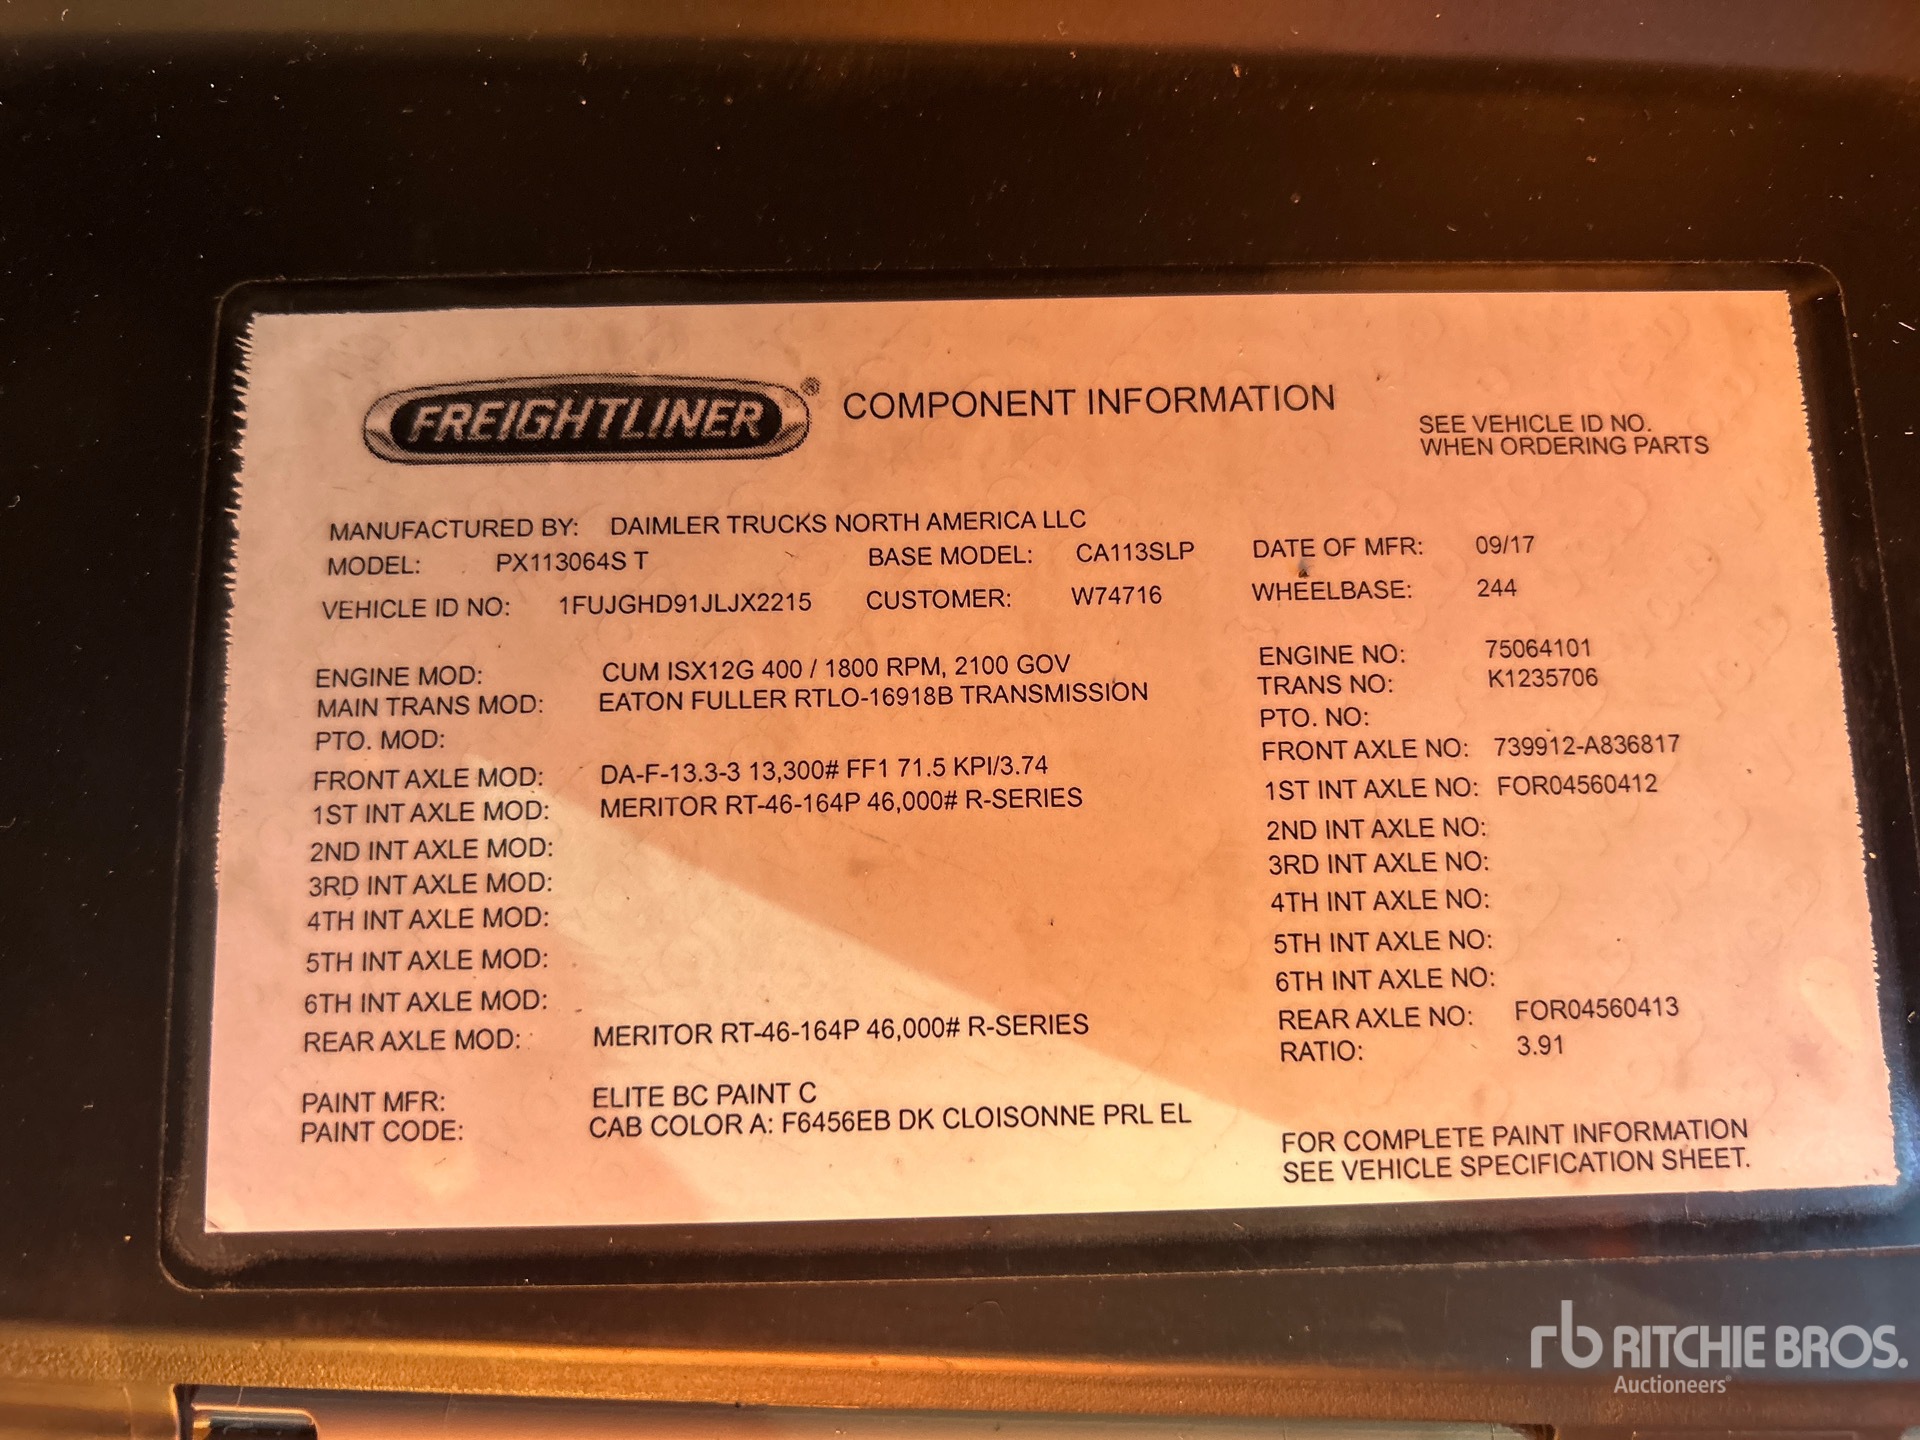 FREIGHTLINER® COMPONENT INFORMATION
SEE VEHICLE ID NO.
WHEN ORDERING PARTS
MANUFACTURED BY: DAIMLER TRUCKS NORTH AMERICA LLC
MODEL: PX113064S T BASE MODEL: CA113SLP DATE OF MFR: 09/17
VEHICLE ID NO: 1FUJGHD91JLJX2215 CUSTOMER: W74716 WHEELBASE: 244
ENGINE MOD: CUM ISX12G 400 / 1800 RPM, 2100 GOV ENGINE NO: 75064101
MAIN TRANS MOD: EATON FULLER RTLO-16918B TRANSMISSION TRANS NO: K1235706
PTO. MOD: PTO. NO:
FRONT AXLE MOD: DA-F-13.3-3 13,300# FF1 71.5 KPI/3.74 FRONT AXLE NO: 739912-A836817
1ST INT AXLE MOD: MERITOR RT-46-164P 46,000# R-SERIES 1ST INT AXLE NO: FOR04560412
2ND INT AXLE MOD: 2ND INT AXLE NO:
3RD INT AXLE MOD: 3RD INT AXLE NO:
4TH INT AXLE MOD: 4TH INT AXLE NO:
5TH INT AXLE MOD: 5TH INT AXLE NO:
6TH INT AXLE MOD: 6TH INT AXLE NO:
REAR AXLE MOD: MERITOR RT-46-164P 46,000# R-SERIES REAR AXLE NO: FOR04560413
RATIO: 3.91
PAINT MFR: ELITE BC PAINT C
PAINT CODE: CAB COLOR A: F6456EB DK CLOISONNE PRL EL
FOR COMPLETE PAINT INFORMATION
SEE VEHICLE SPECIFICATION SHEET.
rb RITCHIE BROS.
Auctioneers®